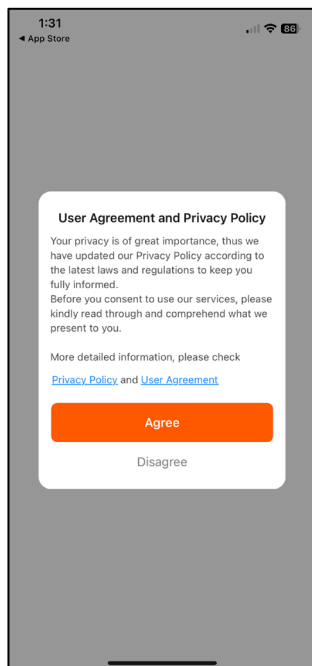 1:31
86
◀ App Store
User Agreement and Privacy Policy
Your privacy is of great importance, thus we
have updated our Privacy Policy according to
the latest laws and regulations to keep you
fully informed.
Before you consent to use our services, please
kindly read through and comprehend what we
present to you.
More detailed information, please check
Privacy Policy and User Agreement
Agree
Disagree